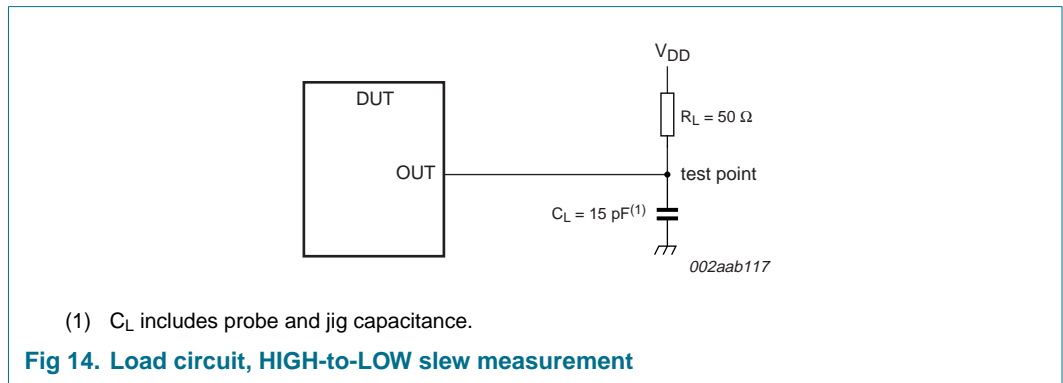 V_DD
DUT
R_L = 50 Ω
OUT
test point
C_L = 15 pF(1)
002aab117
(1) C_L includes probe and jig capacitance.
Fig 14. Load circuit, HIGH-to-LOW slew measurement